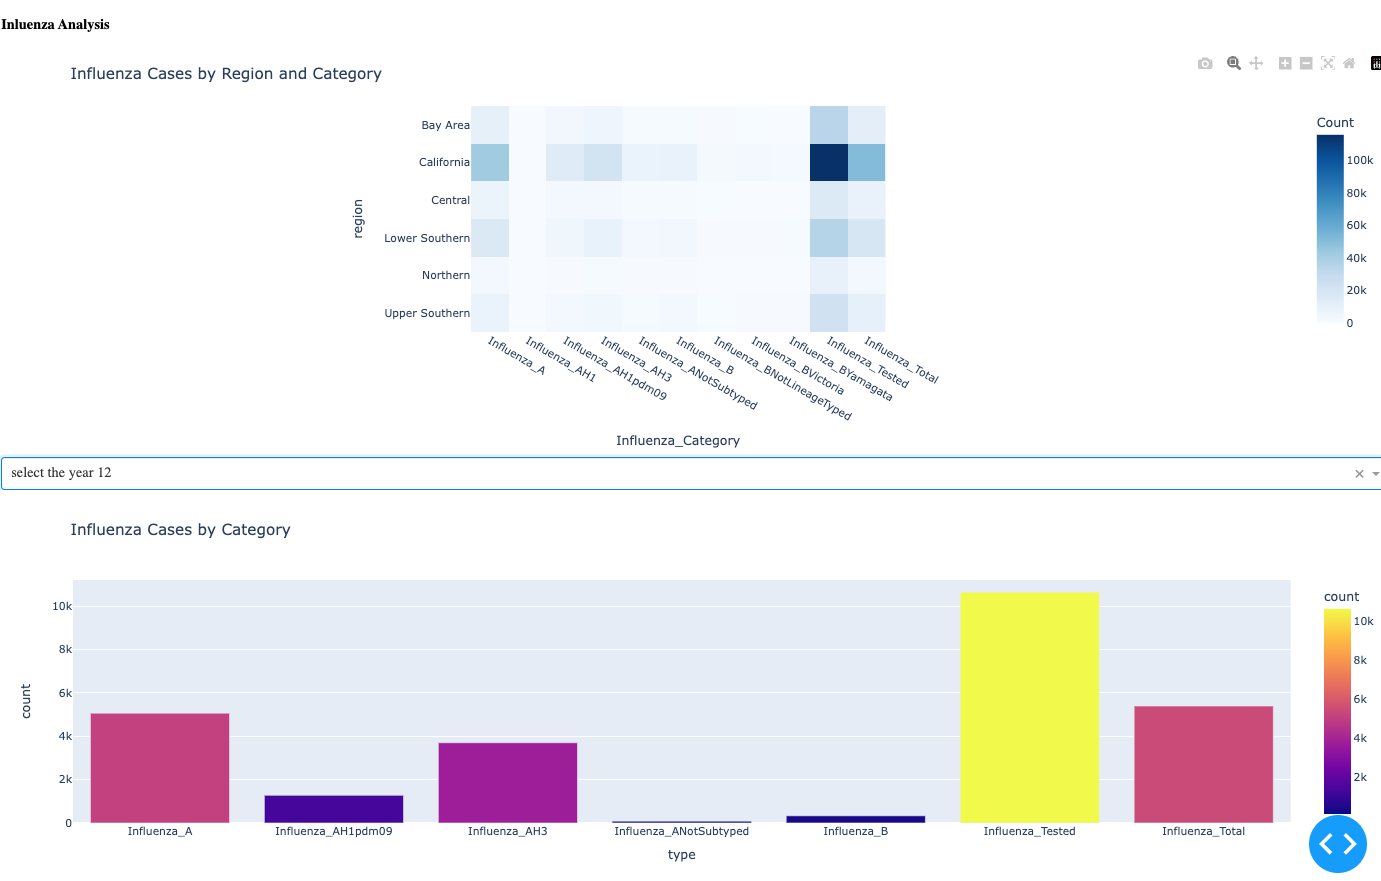 Inluenza Analysis
Influenza Cases by Region and Category
Count
100k
80k
60k
40k
20k
0
region
Bay Area
California
Central
Lower Southern
Northern
Upper Southern
Influenza_A
Influenza_AH1
Influenza_AH1pdm09
Influenza_AH3
Influenza_ANotSubtyped
Influenza_B
Influenza_BNotLineageTyped
Influenza_BVictoria
Influenza_BYamagata
Influenza_Tested
Influenza_Total
Influenza_Category
select the year 12
Influenza Cases by Category
count
10k
8k
6k
4k
2k
0
count
10k
8k
6k
4k
2k
Influenza_A
Influenza_AH1pdm09
Influenza_AH3
Influenza_ANotSubtyped
Influenza_B
Influenza_Tested
Influenza_Total
type